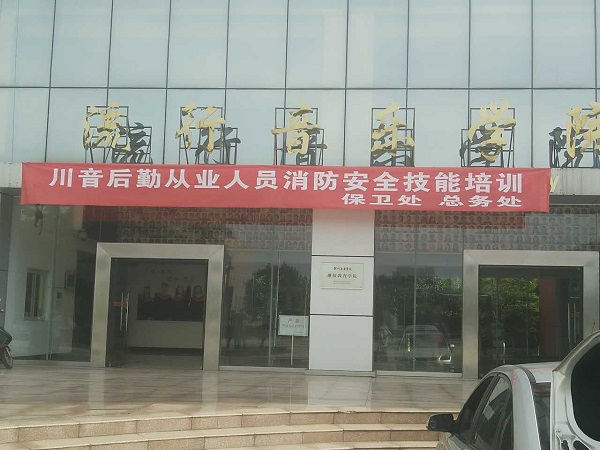 流行音乐学院
川音后勤从业人员消防安全技能培训
保卫处 总务处